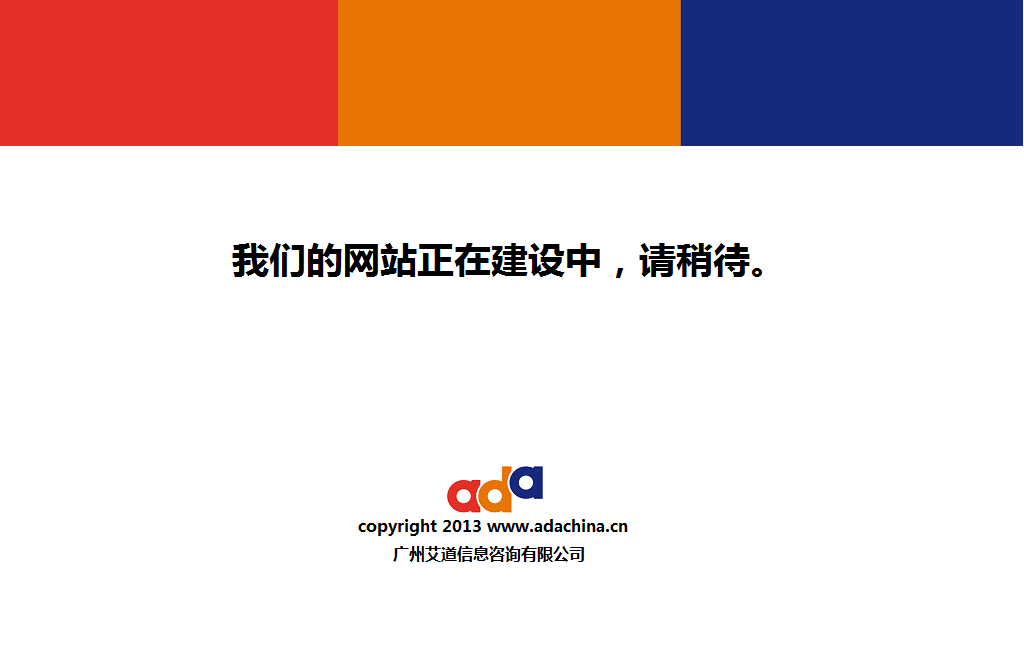 我们的网站正在建设中，请稍待。
ada
copyright 2013 www.adachina.cn
广州艾道信息咨询有限公司